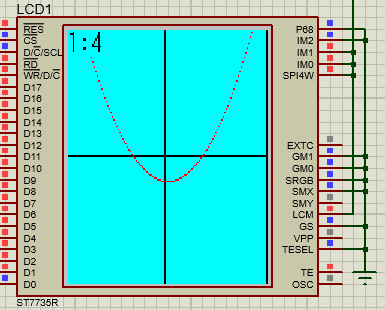 LCD1
1:4
RES
CS
D/C/SCL
RD
WR/D/C
D17
D16
D15
D14
D13
D12
D11
D10
D9
D8
D7
D6
D5
D4
D3
D2
D1
D0
P68
IM2
IM1
IM0
SPI4W
EXTC
GM1
GM0
SRGB
SMX
SMY
LCM
GS
VPP
TESEL
TE
OSC
ST7735R